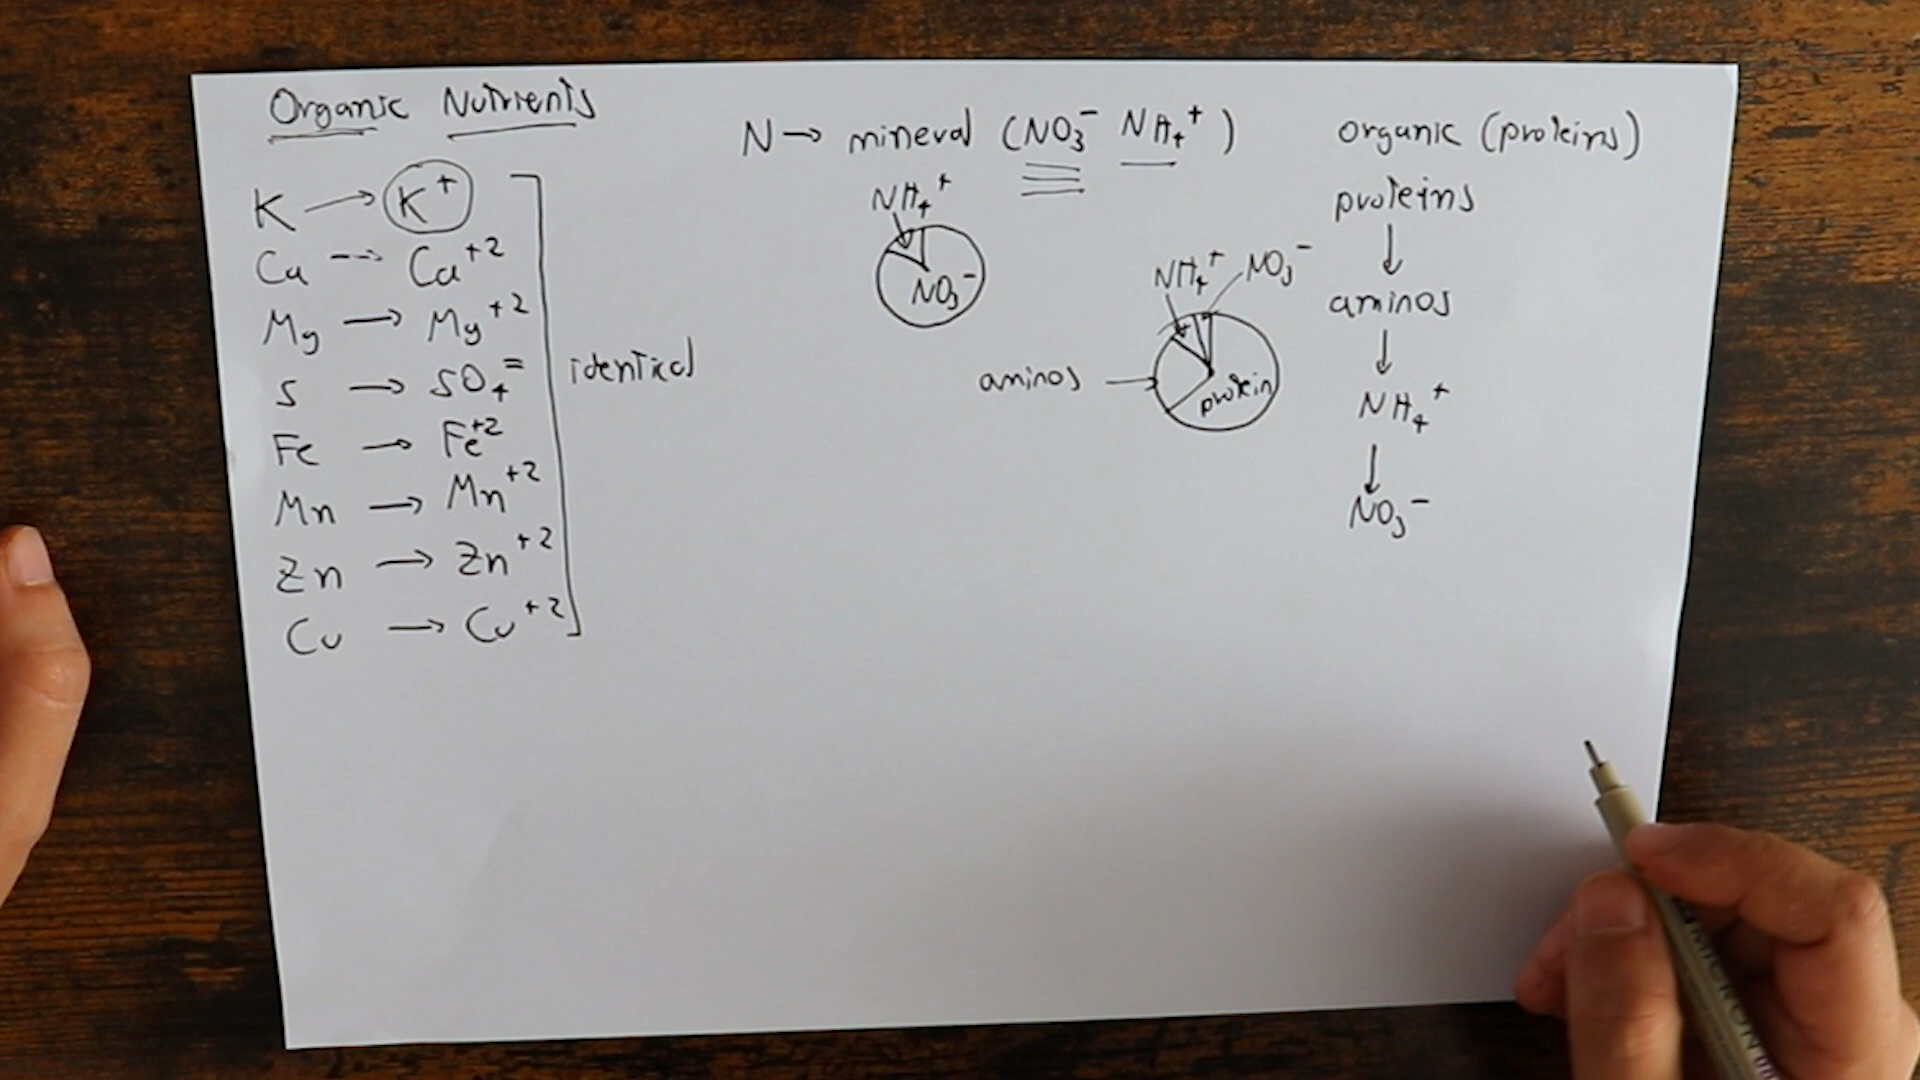 Organic Nutrients
K → K⁺
Ca --> Ca⁺²
Mg → Mg⁺²
S → SO₄⁼
Fe → Fe⁺²
Mn → Mn⁺²
Zn → Zn⁺²
Cu → Cu⁺²
identical
N → mineral (NO₃⁻ NH₄⁺)
NH₄⁺
NO₃⁻
NH₄⁺ NO₃⁻
aminos → protein
organic (proteins)
proteins
↓
aminos
↓
NH₄⁺
↓
NO₃⁻
MICRON